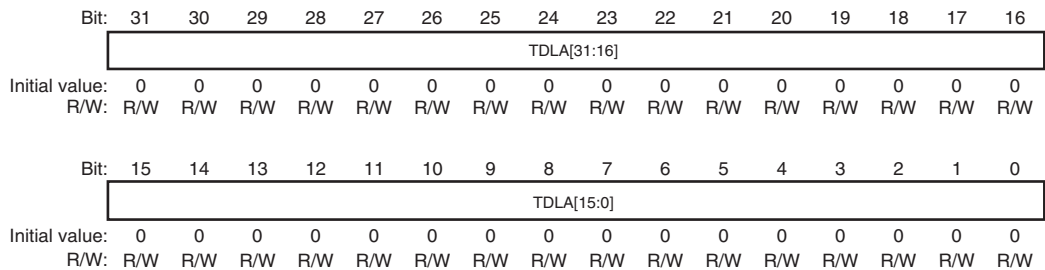 Bit: 31 30 29 28 27 26 25 24 23 22 21 20 19 18 17 16
TDLA[31:16]
Initial value: 0 0 0 0 0 0 0 0 0 0 0 0 0 0 0 0
R/W: R/W R/W R/W R/W R/W R/W R/W R/W R/W R/W R/W R/W R/W R/W R/W R/W
Bit: 15 14 13 12 11 10 9 8 7 6 5 4 3 2 1 0
TDLA[15:0]
Initial value: 0 0 0 0 0 0 0 0 0 0 0 0 0 0 0 0
R/W: R/W R/W R/W R/W R/W R/W R/W R/W R/W R/W R/W R/W R/W R/W R/W R/W